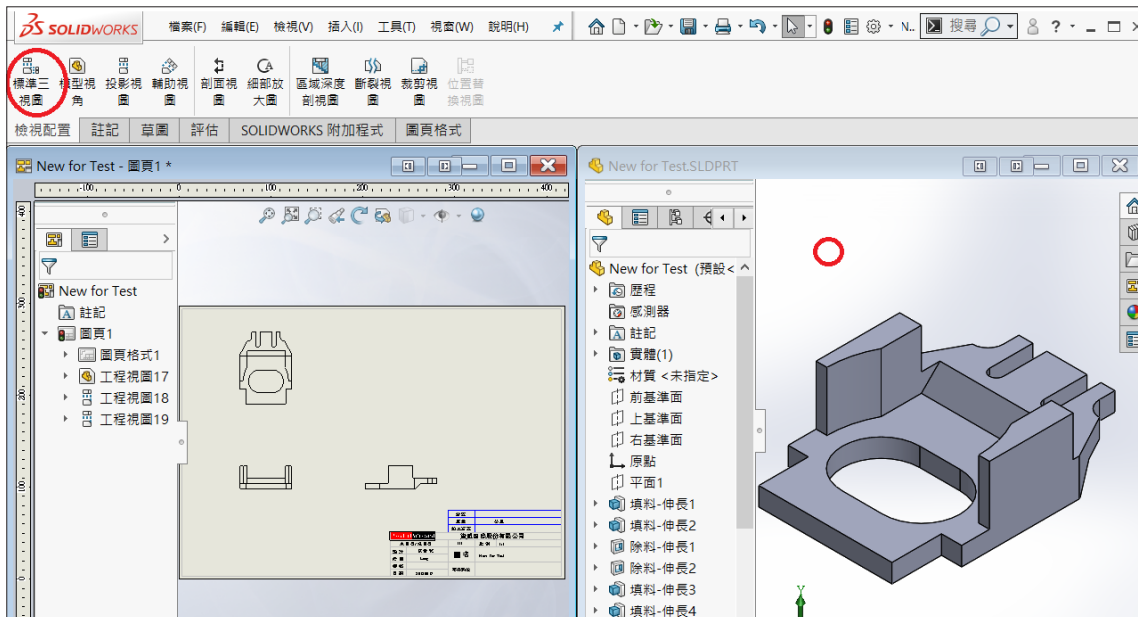 SOLIDWORKS 檔案(F) 編輯(E) 檢視(V) 插入(I) 工具(T) 視窗(W) 說明(H) N.. 搜尋 ?
標準三視圖
模型視角
投影視圖
輔助視圖
剖面視圖
細部放大圖
區域深度剖視圖
斷裂視圖
裁剪視圖
位置替換視圖
檢視配置 註記 草圖 評估 SOLIDWORKS 附加程式 圖頁格式
New for Test - 圖頁1 *
New for Test
註記
圖頁1
圖頁格式1
工程視圖17
工程視圖18
工程視圖19
New for Test.SLDPRT
New for Test (預設<
歷程
感測器
註記
實體(1)
材質 <未指定>
前基準面
上基準面
右基準面
原點
平面1
填料-伸長1
填料-伸長2
除料-伸長1
除料-伸長2
填料-伸長3
填料-伸長4
Y